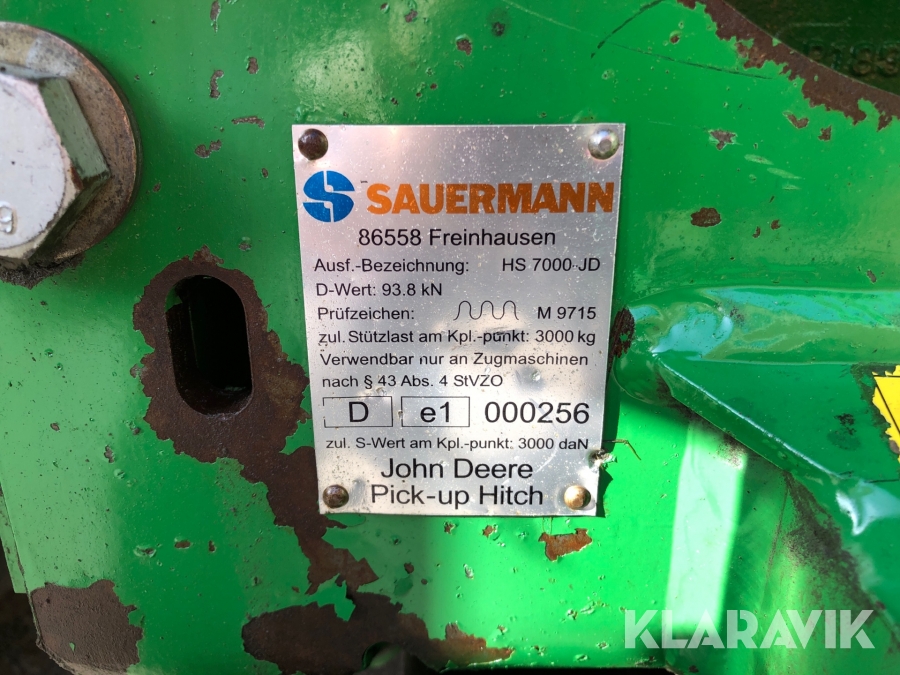 SAUERMANN
86558 Freinhausen
Ausf.-Bezeichnung: HS 7000 JD
D-Wert: 93.8 kN
Prüfzeichen: M 9715
zul. Stützlast am Kpl.-punkt: 3000 kg
Verwendbar nur an Zugmaschinen
nach § 43 Abs. 4 StVZO
D e1 000256
zul. S-Wert am Kpl.-punkt: 3000 daN
John Deere
Pick-up Hitch
KLARAVIK